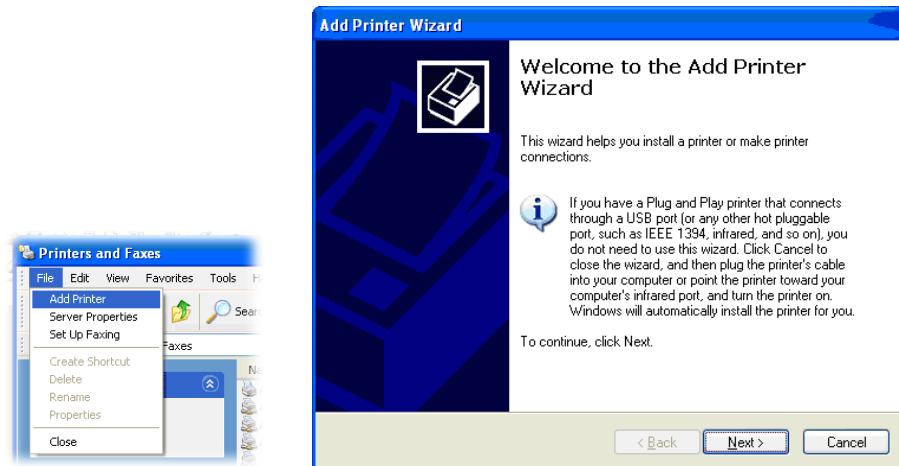 Printers and Faxes
File Edit View Favorites Tools
Add Printer
Server Properties
Set Up Faxing
Faxes
Create Shortcut
Delete
Rename
Properties
Close
Add Printer Wizard
Welcome to the Add Printer
Wizard
This wizard helps you install a printer or make printer
connections.
If you have a Plug and Play printer that connects
through a USB port (or any other hot pluggable
port, such as IEEE 1394, infrared, and so on), you
do not need to use this wizard. Click Cancel to
close the wizard, and then plug the printer's cable
into your computer or point the printer toward your
computer's infrared port, and turn the printer on.
Windows will automatically install the printer for you.
To continue, click Next.
< Back Next > Cancel